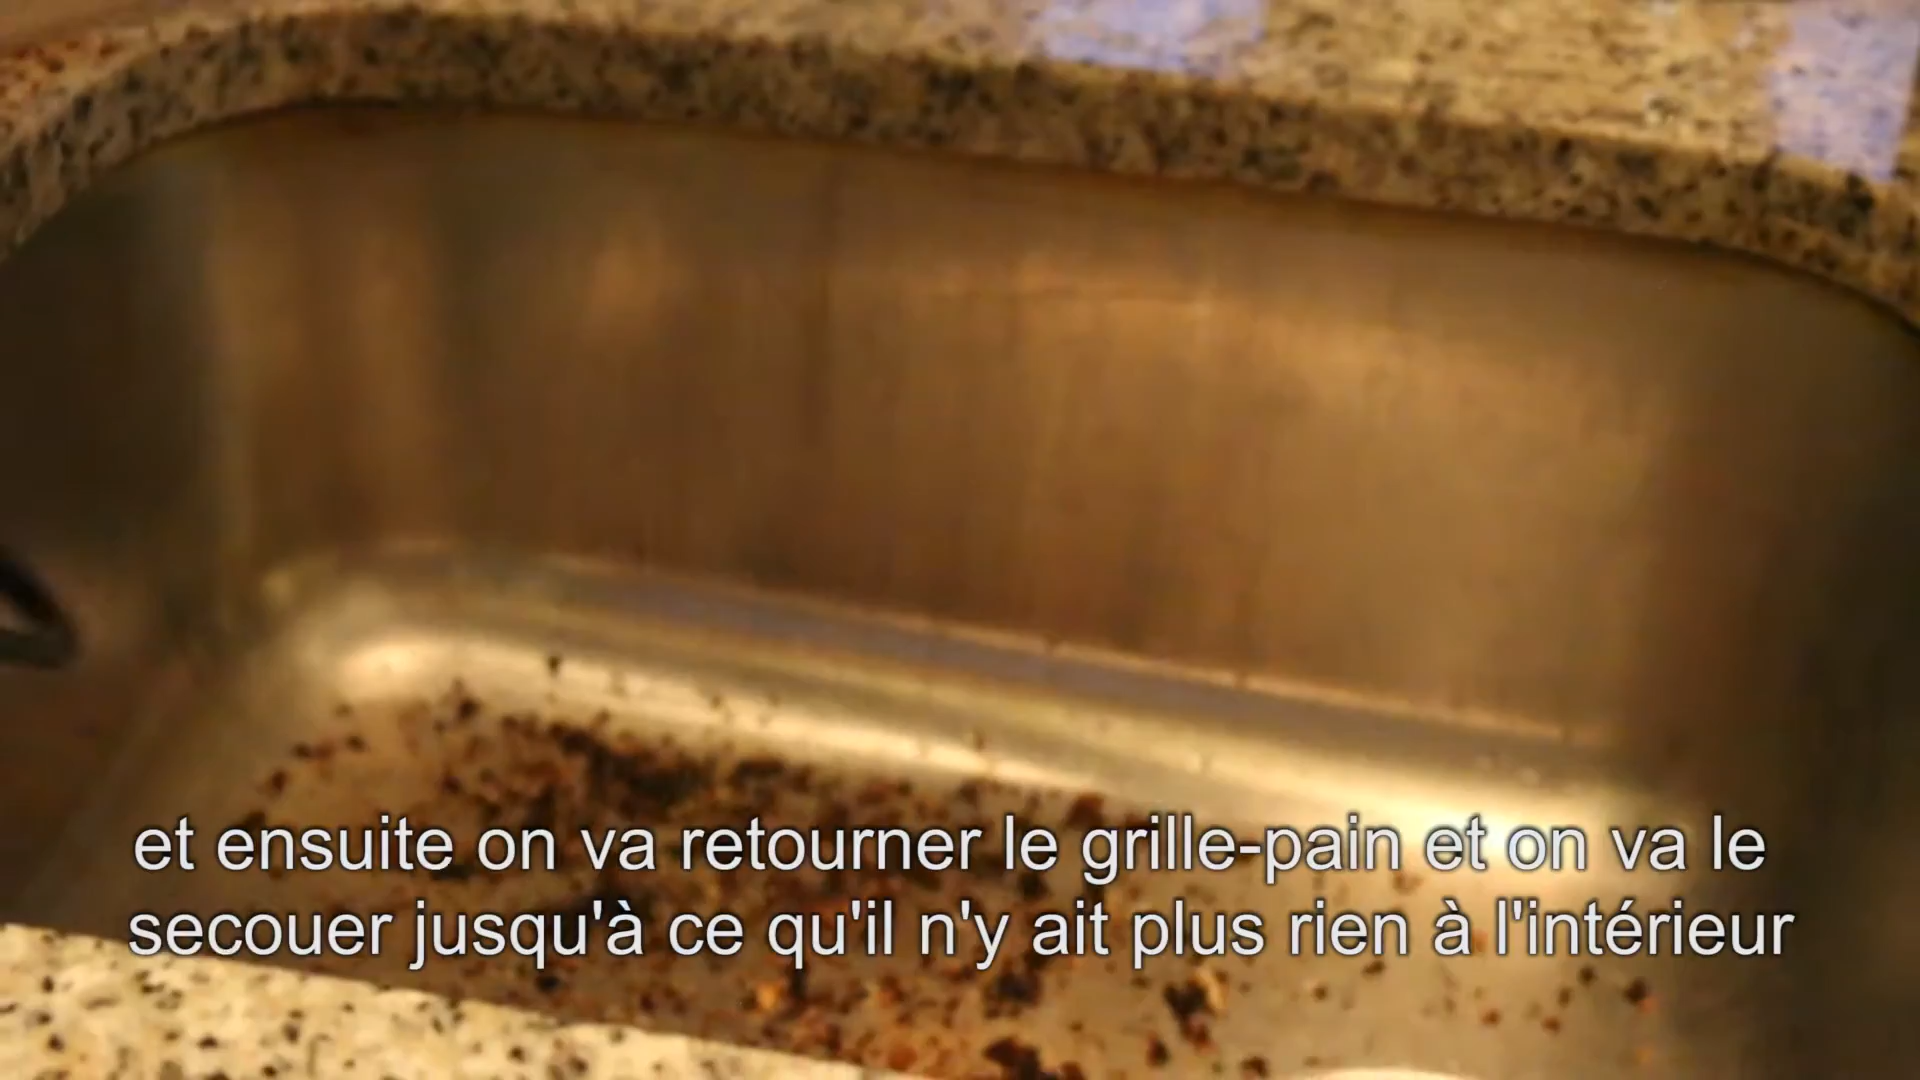 et ensuite on va retourner le grille-pain et on va le
secouer jusqu'à ce qu'il n'y ait plus rien à l'intérieur